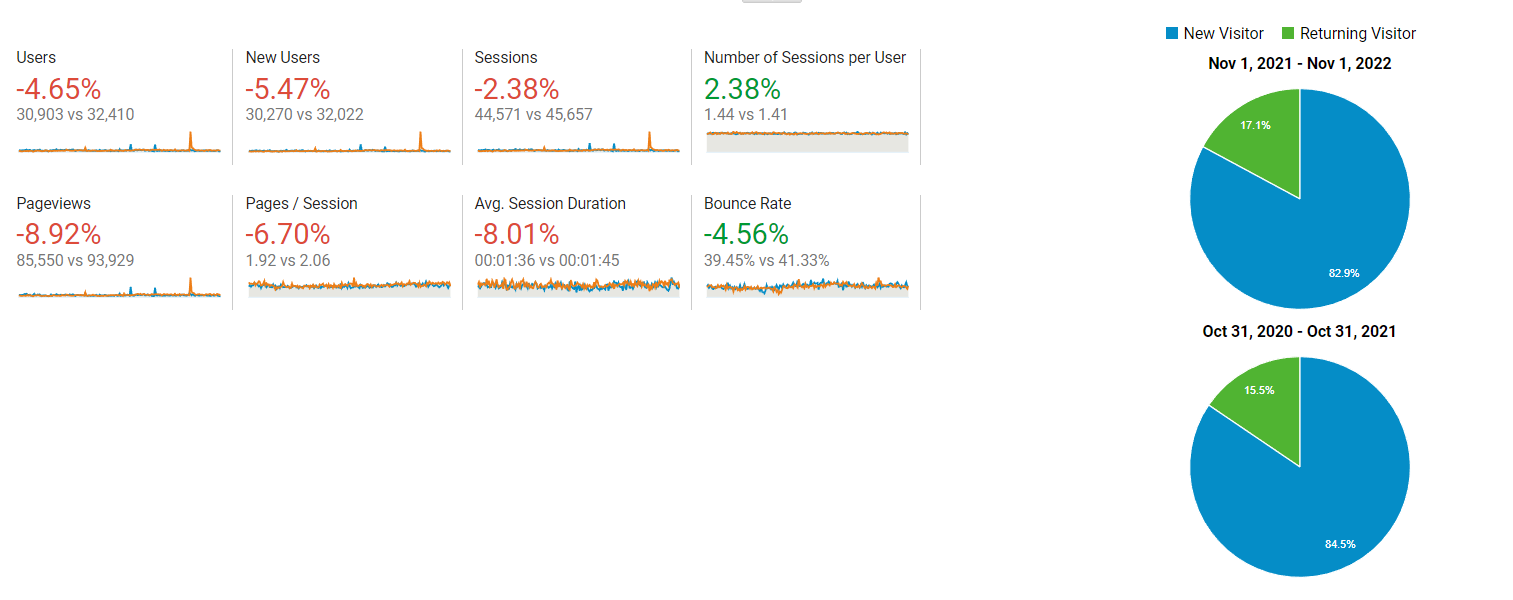 Users
-4.65%
30,903 vs 32,410
New Users
-5.47%
30,270 vs 32,022
Sessions
-2.38%
44,571 vs 45,657
Number of Sessions per User
2.38%
1.44 vs 1.41
Pageviews
-8.92%
85,550 vs 93,929
Pages / Session
-6.70%
1.92 vs 2.06
Avg. Session Duration
-8.01%
00:01:36 vs 00:01:45
Bounce Rate
-4.56%
39.45% vs 41.33%
New Visitor
Returning Visitor
Nov 1, 2021 - Nov 1, 2022
17.1%
82.9%
Oct 31, 2020 - Oct 31, 2021
15.5%
84.5%